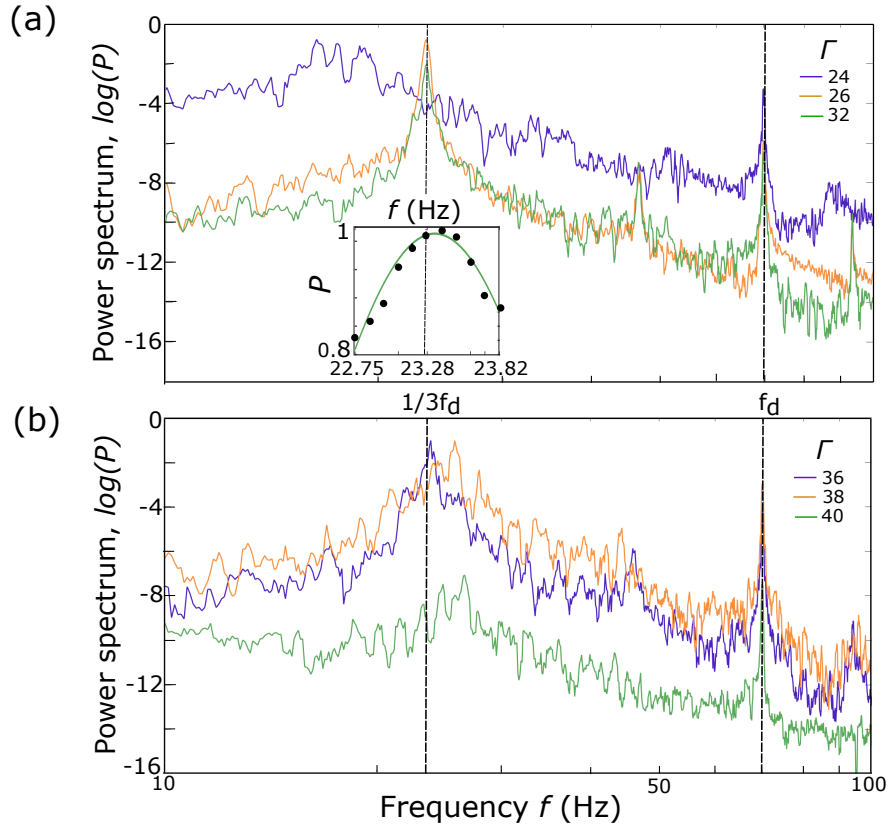 (a)
0
-4
-8
-12
-16
Power spectrum, log(P)
Γ
24
26
32
f (Hz)
1
P
0.8
22.75
23.28
23.82
1/3fd
fd
(b)
0
-4
-8
-12
-16
Power spectrum, log(P)
Γ
36
38
40
10
50
100
Frequency f (Hz)